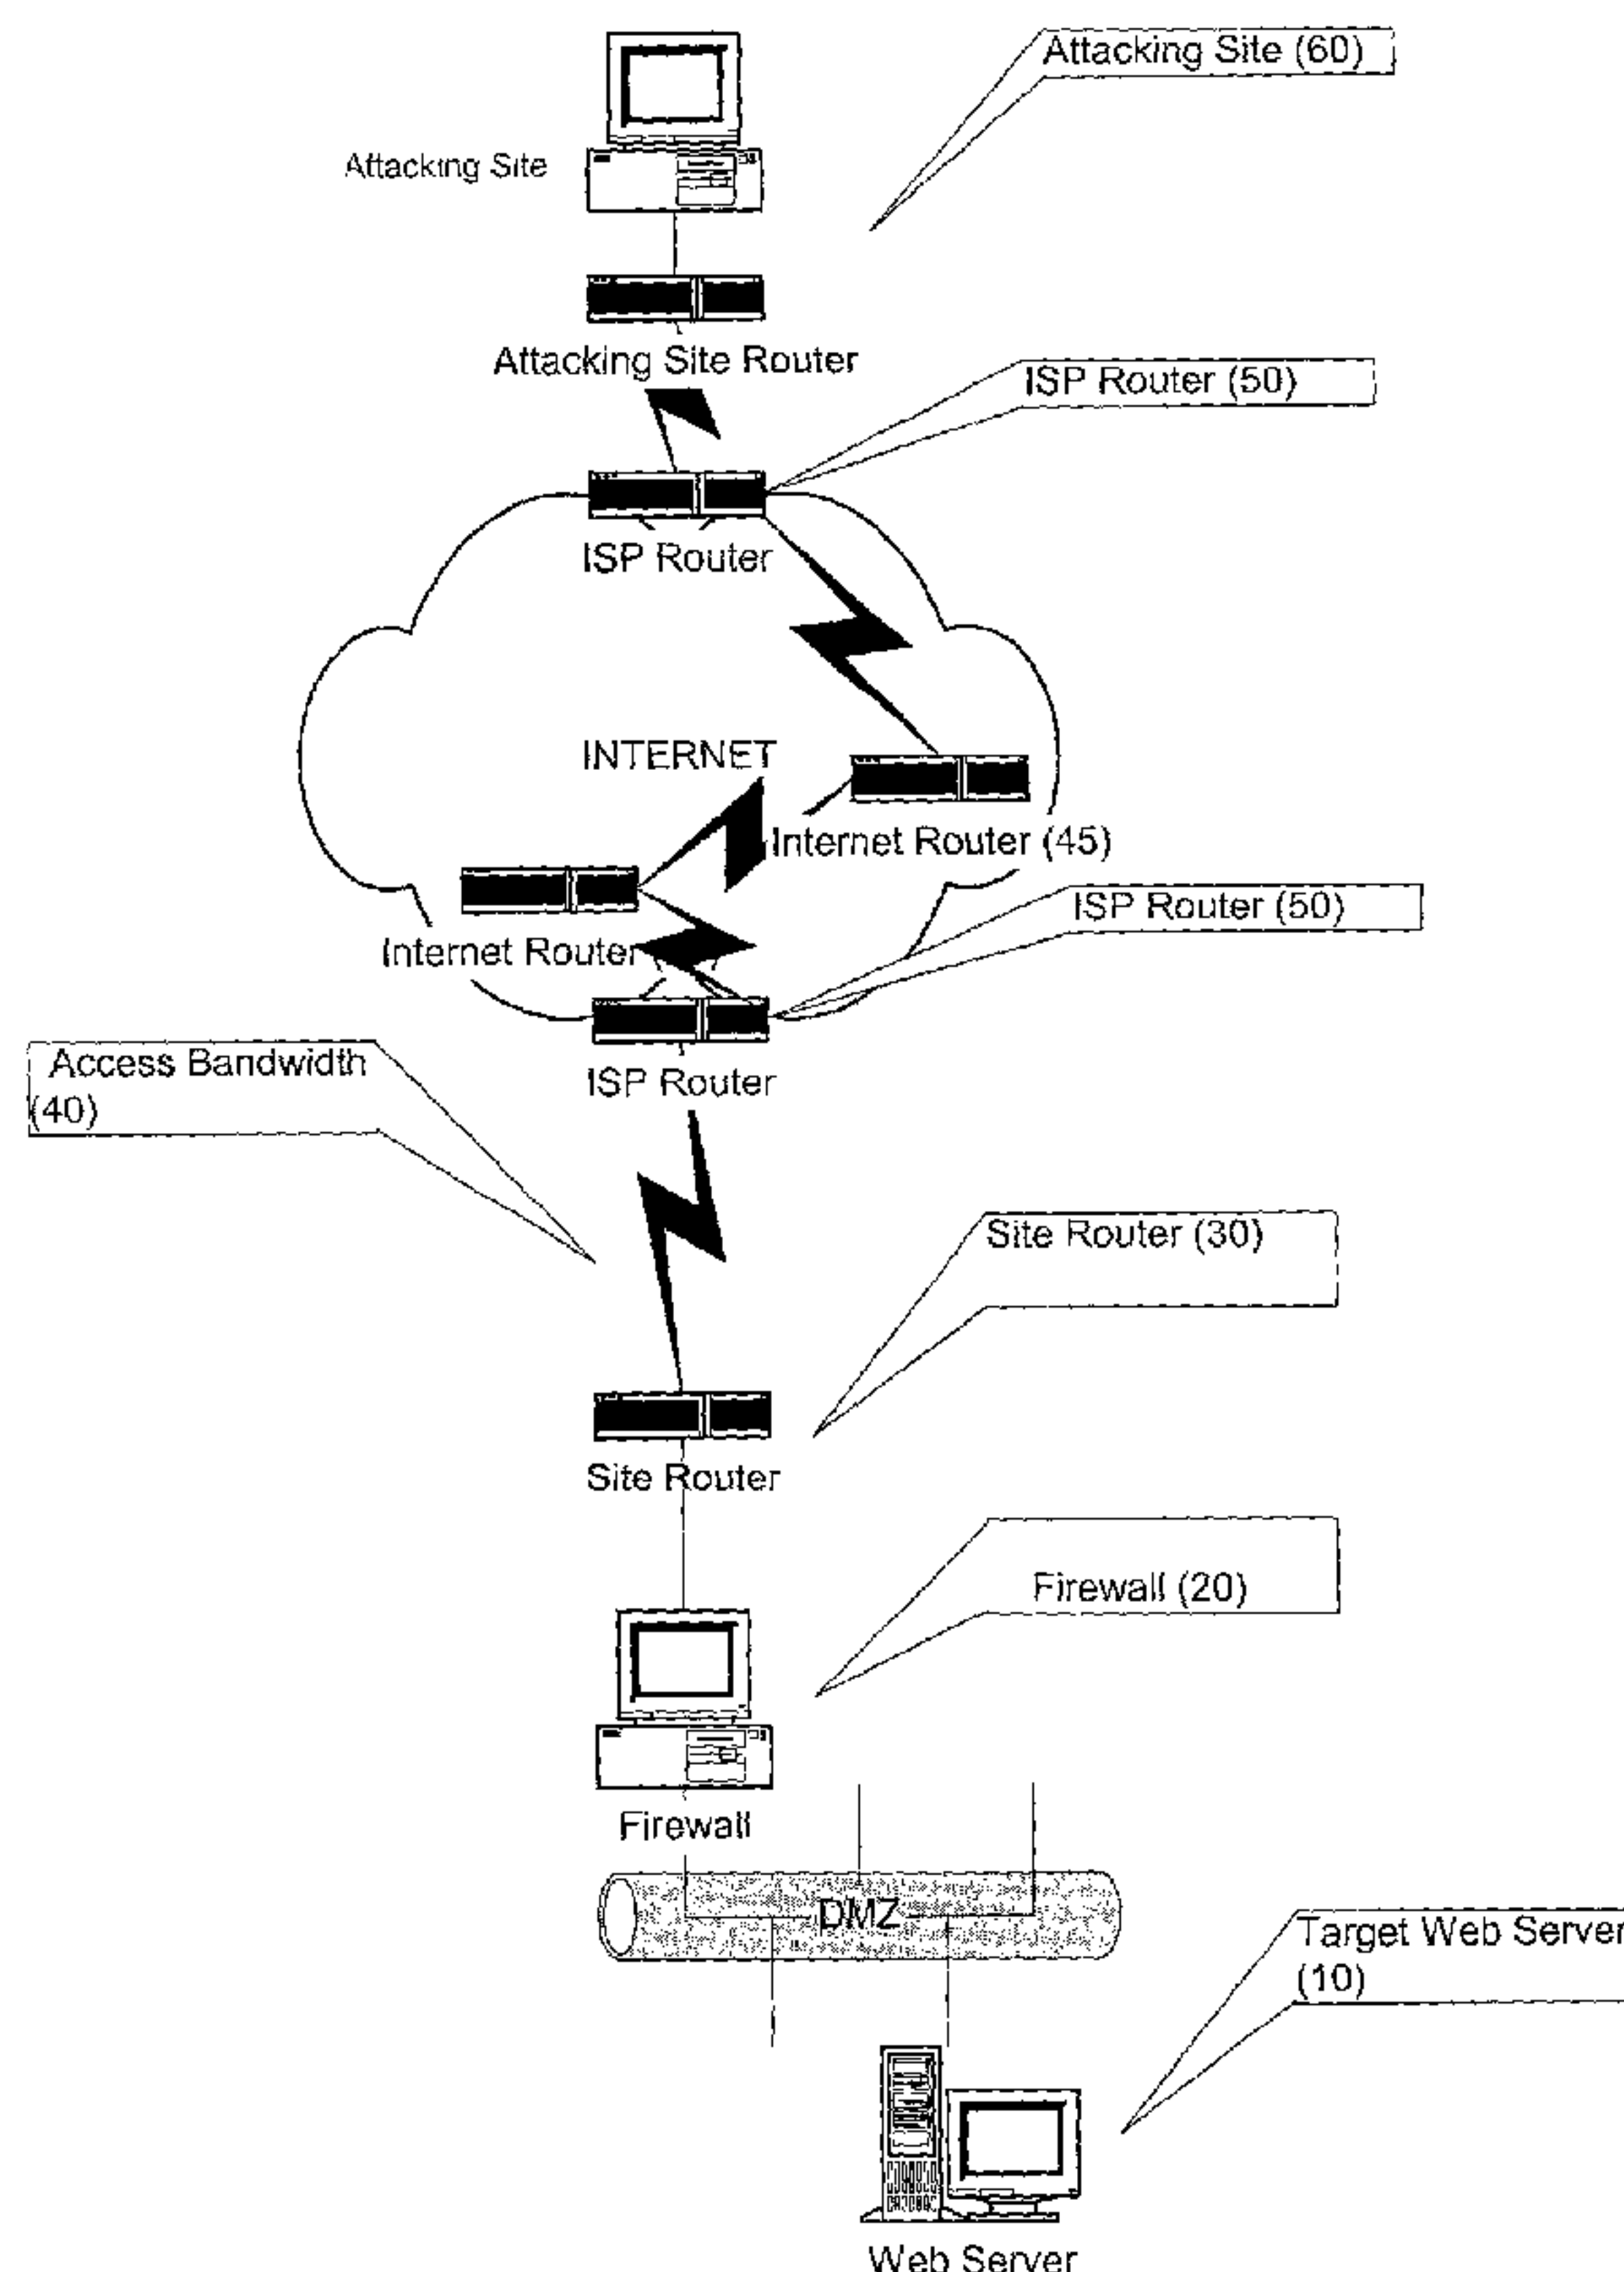 Attacking Site (60)
Attacking Site
Attacking Site Router
ISP Router (50)
ISP Router
INTERNET
Internet Router (45)
ISP Router (50)
Internet Router
Access Bandwidth
(40)
ISP Router
Site Router (30)
Site Router
Firewall (20)
Firewall
DMZ
Target Web Server
(10)
Web Server